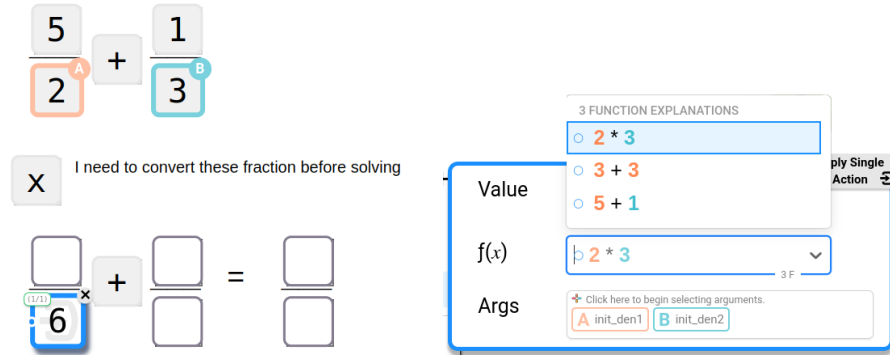 5 + 1
2 A 3 B
x I need to convert these fraction before solving
+ =
(1/1) x
6
3 FUNCTION EXPLANATIONS
2 * 3
3 + 3
5 + 1
ply Single
Action
Value
f(x) 2 * 3
3 F
Args Click here to begin selecting arguments.
A init_den1 B init_den2